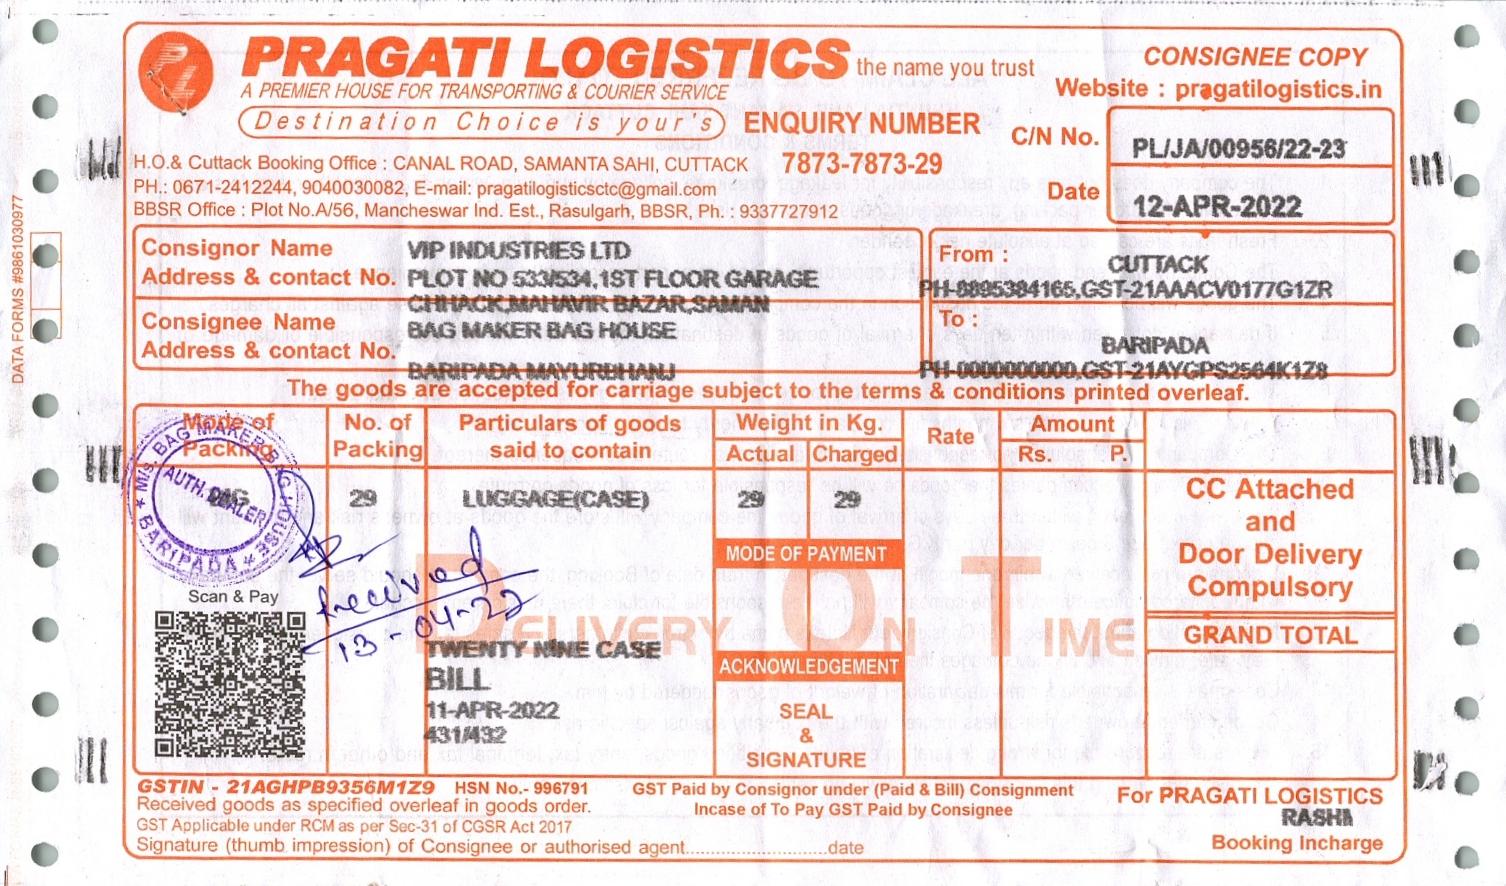 PRAGATI LOGISTICS the name you trust
A PREMIER HOUSE FOR TRANSPORTING & COURIER SERVICE
Destination Choice is your's
CONSIGNEE COPY
Website : pragatilogistics.in
ENQUIRY NUMBER
7873-7873-29
C/N No. PL/JA/00956/22-23
Date 12-APR-2022
H.O.& Cuttack Booking Office : CANAL ROAD, SAMANTA SAHI, CUTTACK
PH.: 0671-2412244, 9040030082, E-mail: pragatilogisticsctc@gmail.com
BBSR Office : Plot No.A/56, Mancheswar Ind. Est., Rasulgarh, BBSR, Ph. : 9337727912
DATA FORMS #9861030977
Consignor Name VIP INDUSTRIES LTD
Address & contact No. PLOT NO 533/534,1ST FLOOR GARAGE
CHHACK,MAHAVIR BAZAR,SAMAN
Consignee Name BAG MAKER BAG HOUSE
Address & contact No.
BARIPADA MAYURBHANJ
From :
CUTTACK
PH-8895384165,GST-21AAACV0177G1ZR
To :
BARIPADA
PH-0000000000,GST-21AYGPS2564K1Z8
The goods are accepted for carriage subject to the terms & conditions printed overleaf.
Mode of Packing
No. of Packing
Particulars of goods said to contain
Weight in Kg.
Actual Charged
Rate
Amount
Rs. P.
BAG 29 LUGGAGE(CASE) 29 29
M/S. BAG MAKER BAG HOUSE
AUTH. DEALER
* BARIPADA *
CC Attached
and
Door Delivery
Compulsory
MODE OF PAYMENT
DELIVERY ON TIME
received
13-04-22
Scan & Pay
TWENTY NINE CASE
BILL
11-APR-2022
431/432
GRAND TOTAL
ACKNOWLEDGEMENT
SEAL
&
SIGNATURE
GSTIN - 21AGHPB9356M1Z9 HSN No.- 996791
Received goods as specified overleaf in goods order.
GST Applicable under RCM as per Sec-31 of CGSR Act 2017
Signature (thumb impression) of Consignee or authorised agent..............................date
GST Paid by Consignor under (Paid & Bill) Consignment
Incase of To Pay GST Paid by Consignee
For PRAGATI LOGISTICS
RASHI
Booking Incharge